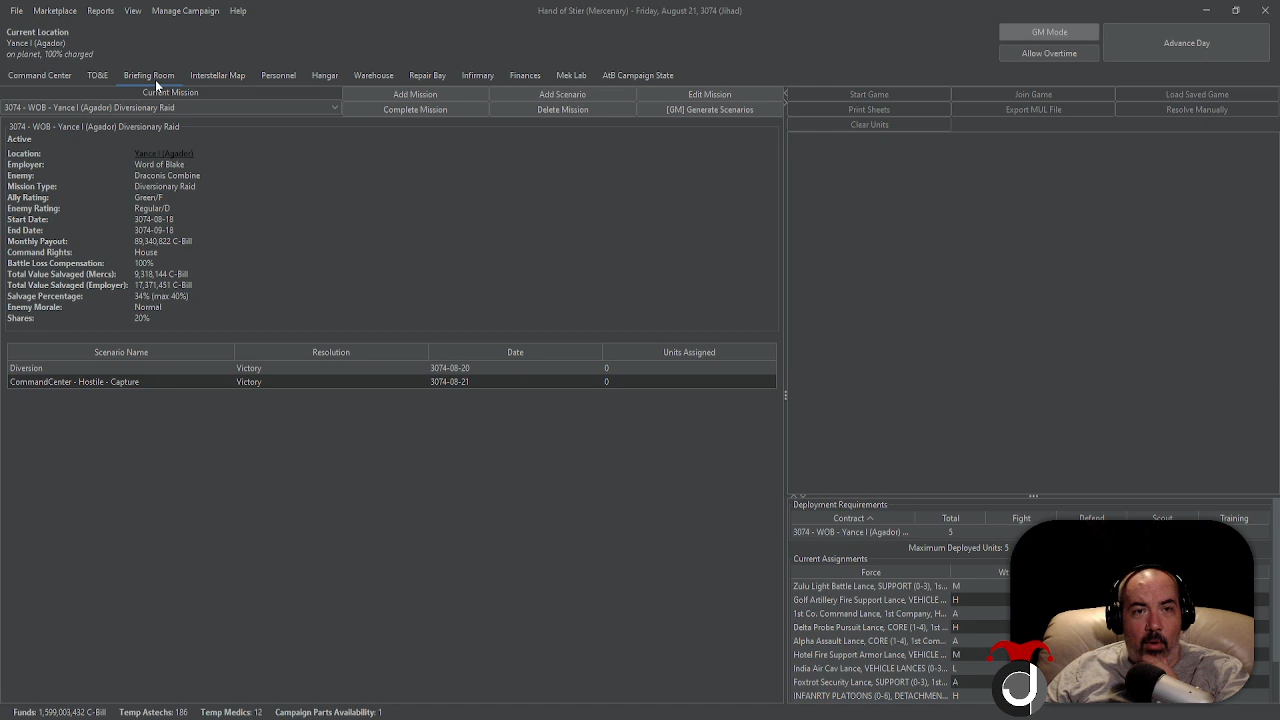 File Marketplace Reports View Manage Campaign Help
Hand of Stier (Mercenary) - Friday, August 21, 3074 (Jihad)
Current Location
Yance I (Agador)
on planet, 100% charged
GM Mode
Allow Overtime
Advance Day
Command Center TO&E Briefing Room Interstellar Map Personnel Hangar Warehouse Repair Bay Infirmary Finances Mek Lab AtB Campaign State
Current Mission
3074 - WOB - Yance I (Agador) Diversionary Raid
Add Mission Add Scenario Edit Mission
Complete Mission Delete Mission [GM] Generate Scenarios
Start Game Join Game Load Saved Game
Print Sheets Export MUL File Resolve Manually
Clear Units
3074 - WOB - Yance I (Agador) Diversionary Raid
Active
Location: Yance I (Agador)
Employer: Word of Blake
Enemy: Draconis Combine
Mission Type: Diversionary Raid
Ally Rating: Green/F
Enemy Rating: Regular/D
Start Date: 3074-08-18
End Date: 3074-09-18
Monthly Payout: 89,340,822 C-Bill
Command Rights: House
Battle Loss Compensation: 100%
Total Value Salvaged (Mercs): 9,318,144 C-Bill
Total Value Salvaged (Employer): 17,371,451 C-Bill
Salvage Percentage: 34% (max 40%)
Enemy Morale: Normal
Shares: 20%
Scenario Name Resolution Date Units Assigned
Diversion Victory 3074-08-20 0
CommandCenter - Hostile - Capture Victory 3074-08-21 0
Deployment Requirements
Contract Total Fight Defend Scout Training
3074 - WOB - Yance I (Agador) ... 5
Maximum Deployed Units: 5
Current Assignments
Force
Zulu Light Battle Lance, SUPPORT (0-3), 1s... M
Golf Artillery Fire Support Lance, VEHICLE ... H
1st Co. Command Lance, 1st Company, H... A
Delta Probe Pursuit Lance, CORE (1-4), 1st ... H
Alpha Assault Lance, CORE (1-4), 1st Com... A
Hotel Fire Support Armor Lance, VEHICLE ... M
India Air Cav Lance, VEHICLE LANCES (0-3... L
Foxtrot Security Lance, SUPPORT (0-3), 1st... A
INFANRTY PLATOONS (0-6), DETACHMEN... H
Funds: 1,599,003,432 C-Bill Temp Astechs: 186 Temp Medics: 12 Campaign Parts Availability: 1